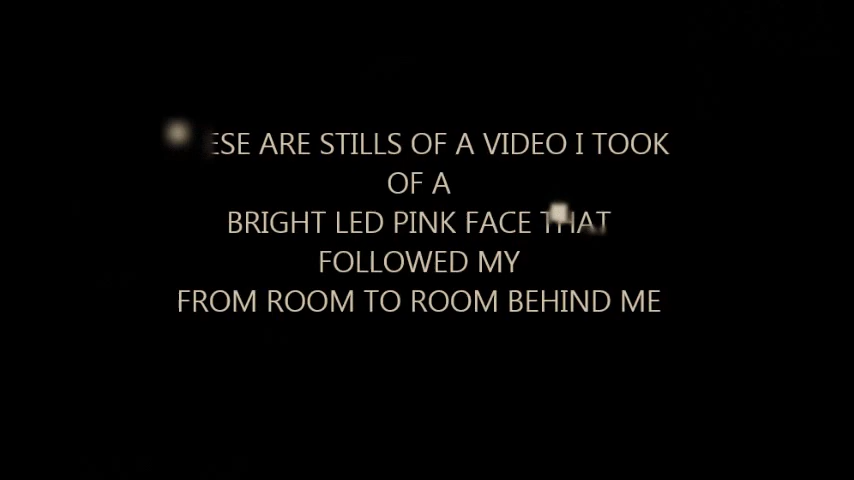 ESE ARE STILLS OF A VIDEO I TOOK
OF A
BRIGHT LED PINK FACE THAT
FOLLOWED MY
FROM ROOM TO ROOM BEHIND ME